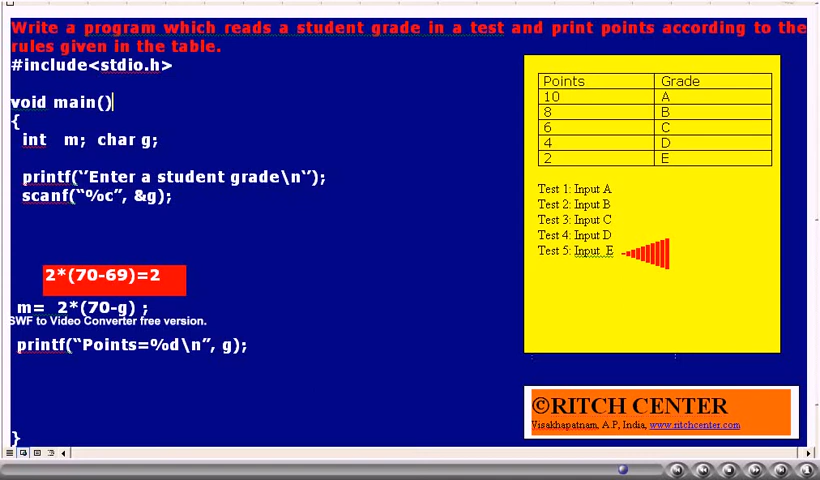 Write a program which reads a student grade in a test and print points according to the
rules given in the table.
#include<stdio.h>
void main()
{
int m; char g;
printf(“Enter a student grade\n”);
scanf(“%c”, &g);
2*(70-69)=2
m= 2*(70-g) ;
SWF to Video Converter free version.
printf(“Points=%d\n”, g);
}
Points Grade
10 A
8 B
6 C
4 D
2 E
Test 1: Input A
Test 2: Input B
Test 3: Input C
Test 4: Input D
Test 5: Input E
©RITCH CENTER
Visakhapatnam, A.P, India, www.ritchcenter.com